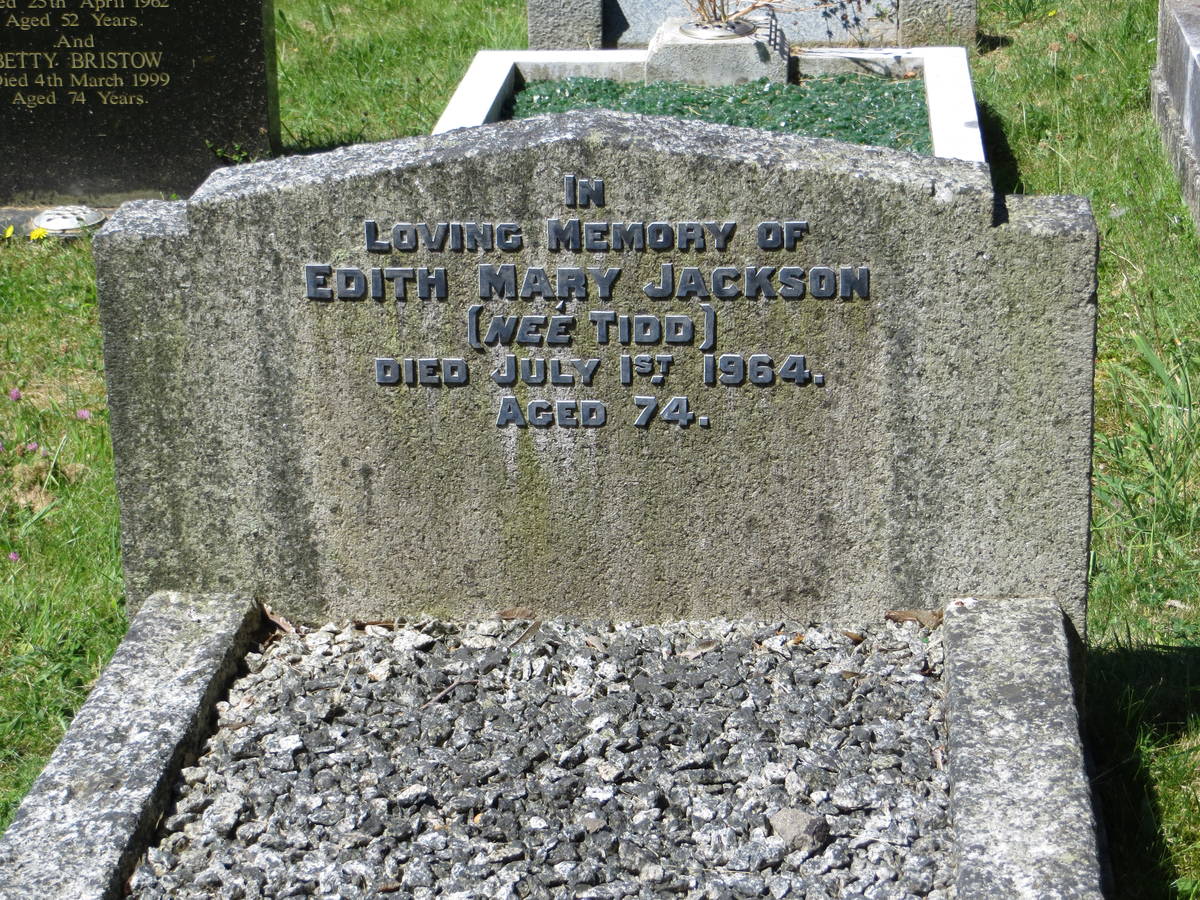 25th April 1962
Aged 52 Years.
And
BETTY BRISTOW
Died 4th March 1999
Aged 74 Years.
IN
LOVING MEMORY OF
EDITH MARY JACKSON
(NEÉ TIDD)
DIED JULY 1ST. 1964.
AGED 74.